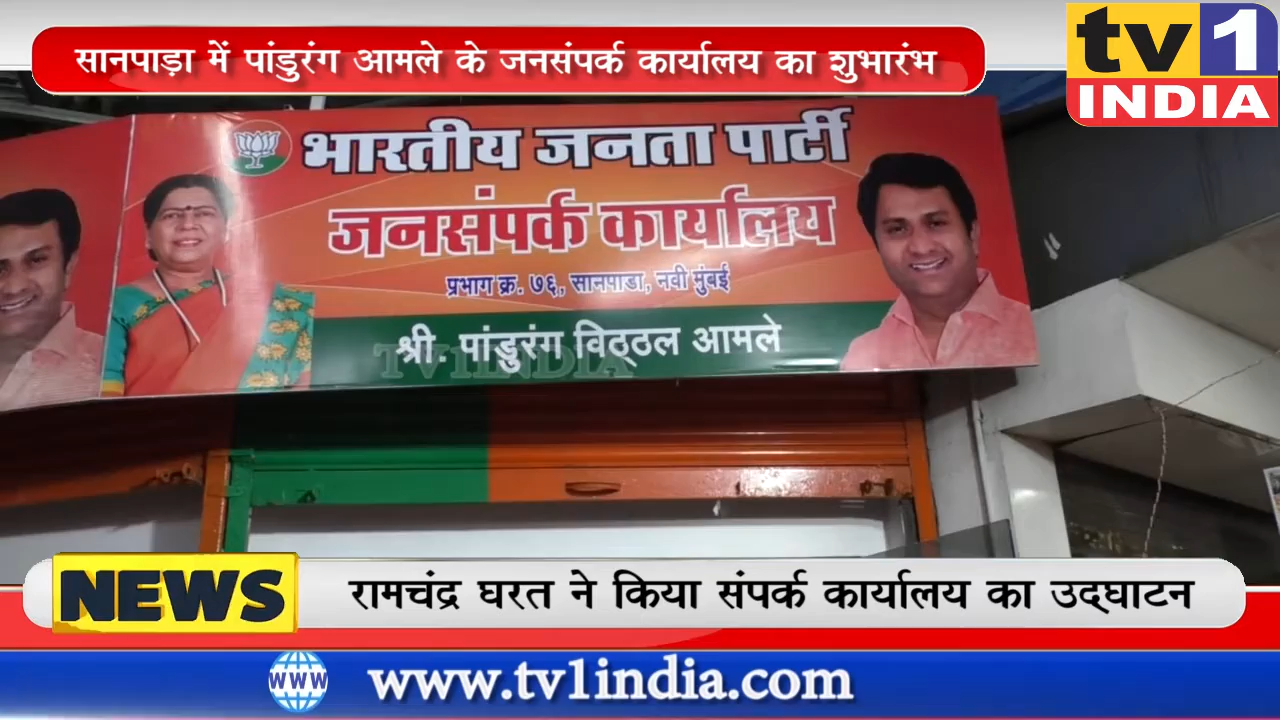 सानपाड़ा में पांडुरंग आमले के जनसंपर्क कार्यालय का शुभारंभ
tv1
INDIA
भारतीय जनता पार्टी
जनसंपर्क कार्यालय
प्रभाग क्र. ७६, सानपाडा, नवी मुंबई
श्री. पांडुरंग विठ्ठल आमले
TV1INDIA
NEWS
रामचंद्र घरत ने किया संपर्क कार्यालय का उद्घाटन
www
www.tv1india.com